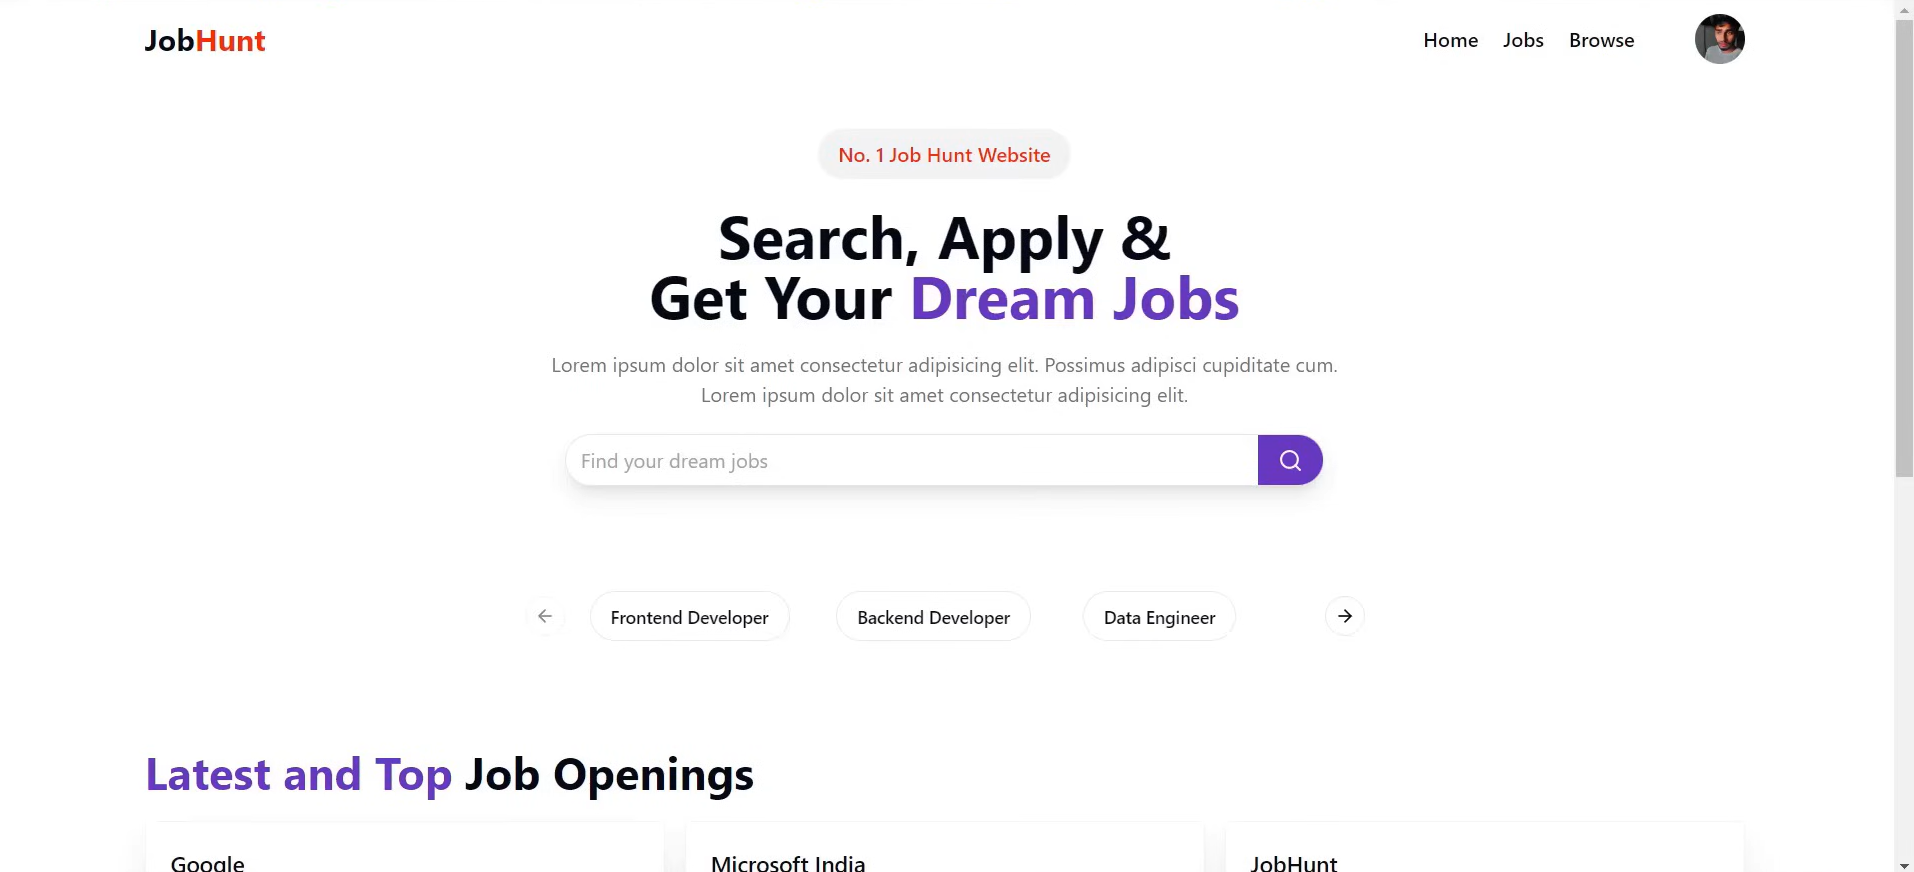 JobHunt
Home Jobs Browse
No. 1 Job Hunt Website
Search, Apply &
Get Your Dream Jobs
Lorem ipsum dolor sit amet consectetur adipisicing elit. Possimus adipisci cupiditate cum.
Lorem ipsum dolor sit amet consectetur adipisicing elit.
Find your dream jobs
Frontend Developer Backend Developer Data Engineer
Latest and Top Job Openings
Google Microsoft India JobHunt